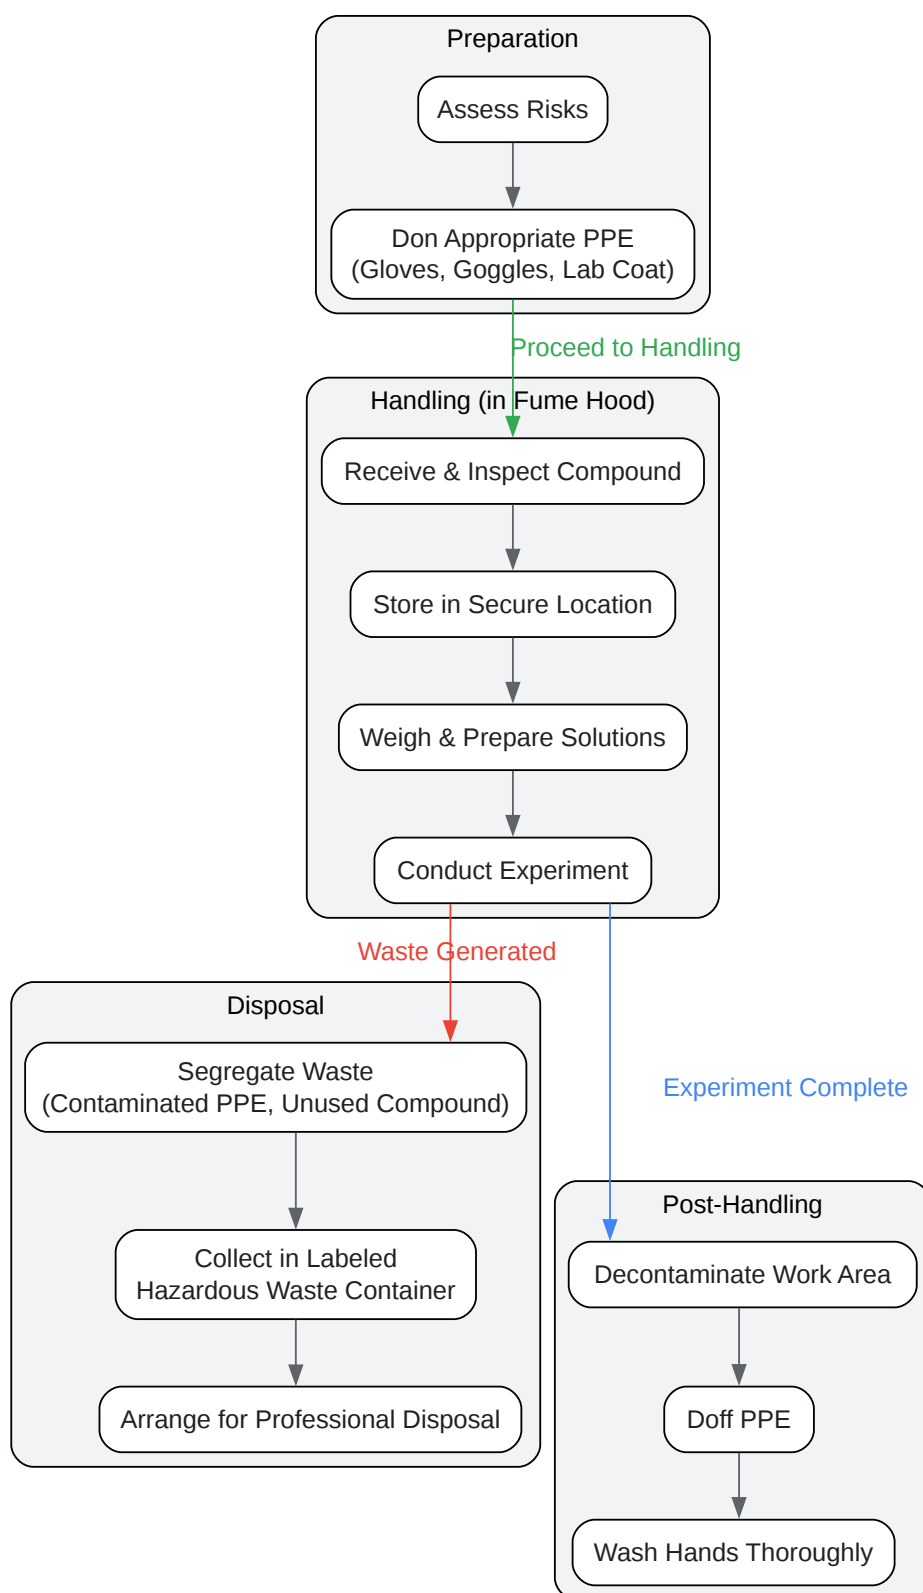 Preparation
Assess Risks
Don Appropriate PPE
(Gloves, Goggles, Lab Coat)
Proceed to Handling
Handling (in Fume Hood)
Receive & Inspect Compound
Store in Secure Location
Weigh & Prepare Solutions
Conduct Experiment
Waste Generated
Disposal
Segregate Waste
(Contaminated PPE, Unused Compound)
Collect in Labeled
Hazardous Waste Container
Arrange for Professional Disposal
Experiment Complete
Post-Handling
Decontaminate Work Area
Doff PPE
Wash Hands Thoroughly